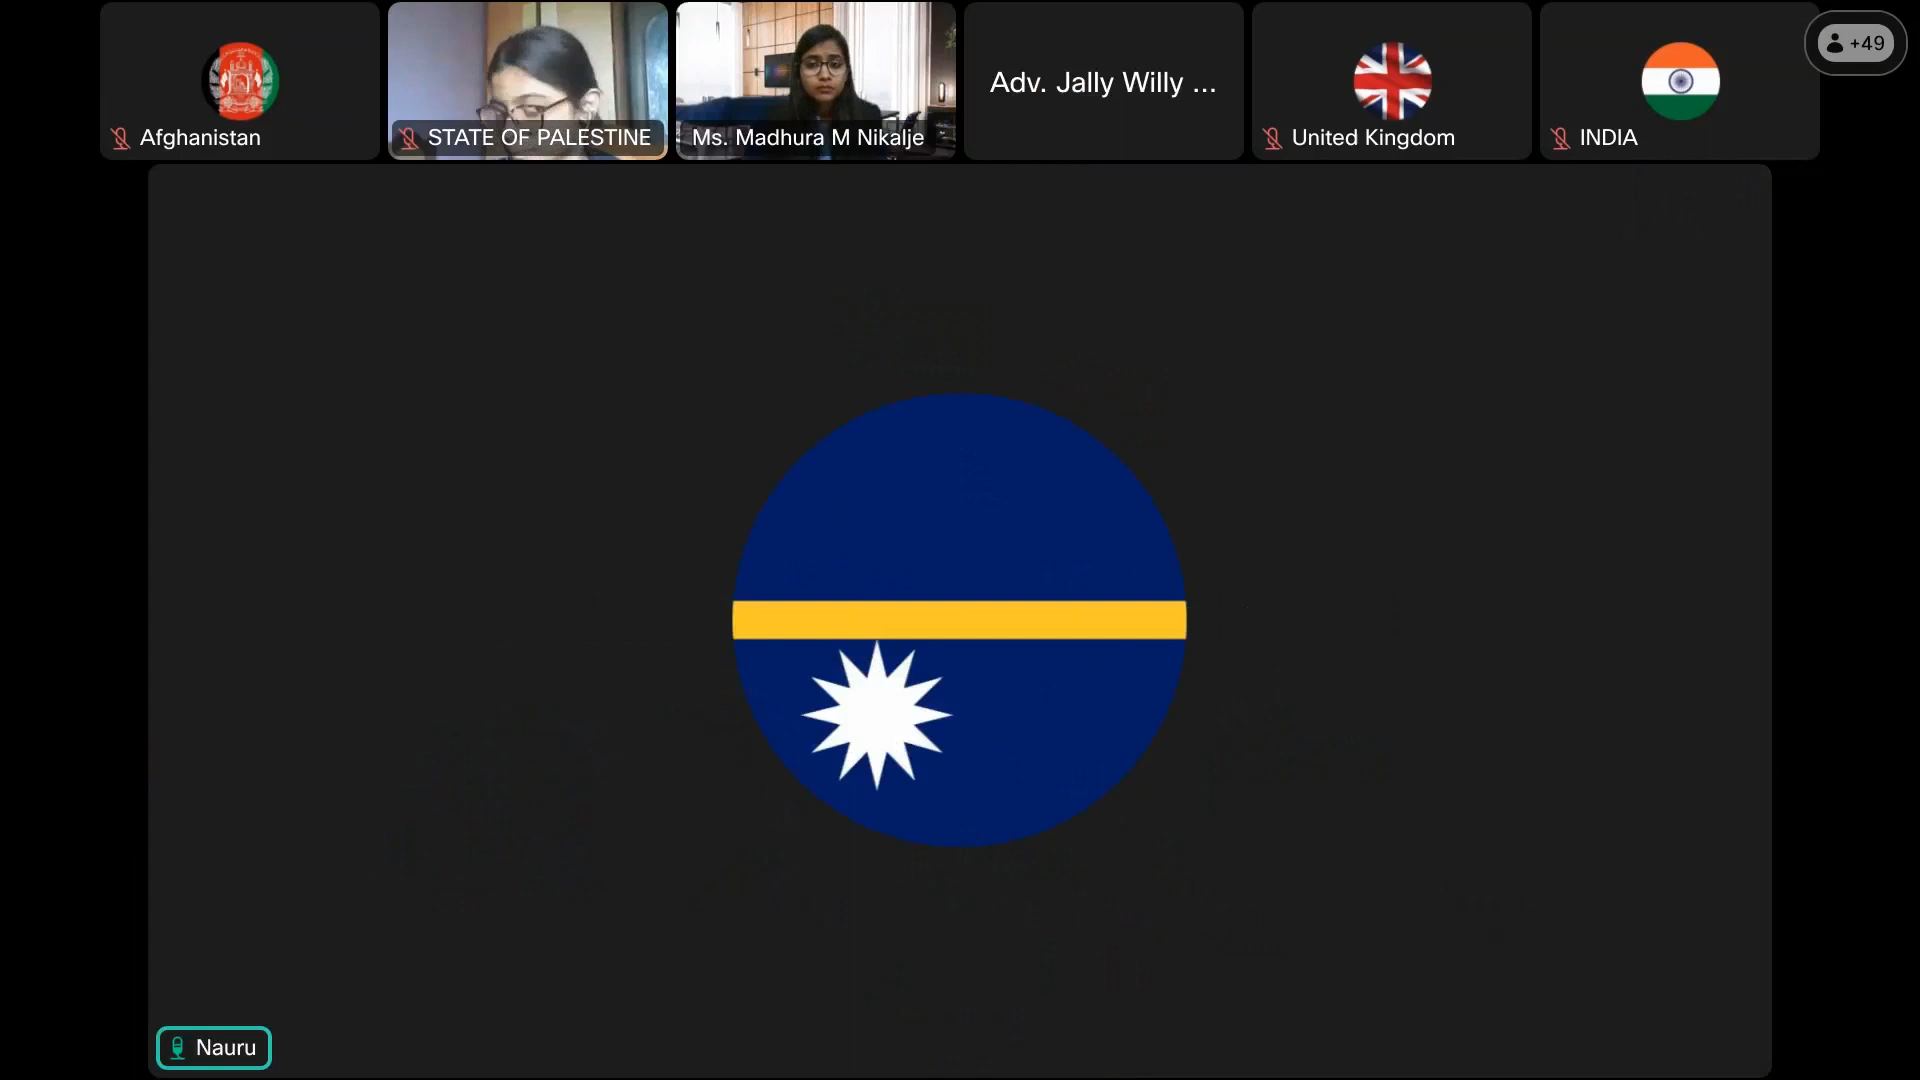 Afghanistan
STATE OF PALESTINE
Ms. Madhura M Nikalje
Adv. Jally Willy ...
United Kingdom
INDIA
+49
Nauru